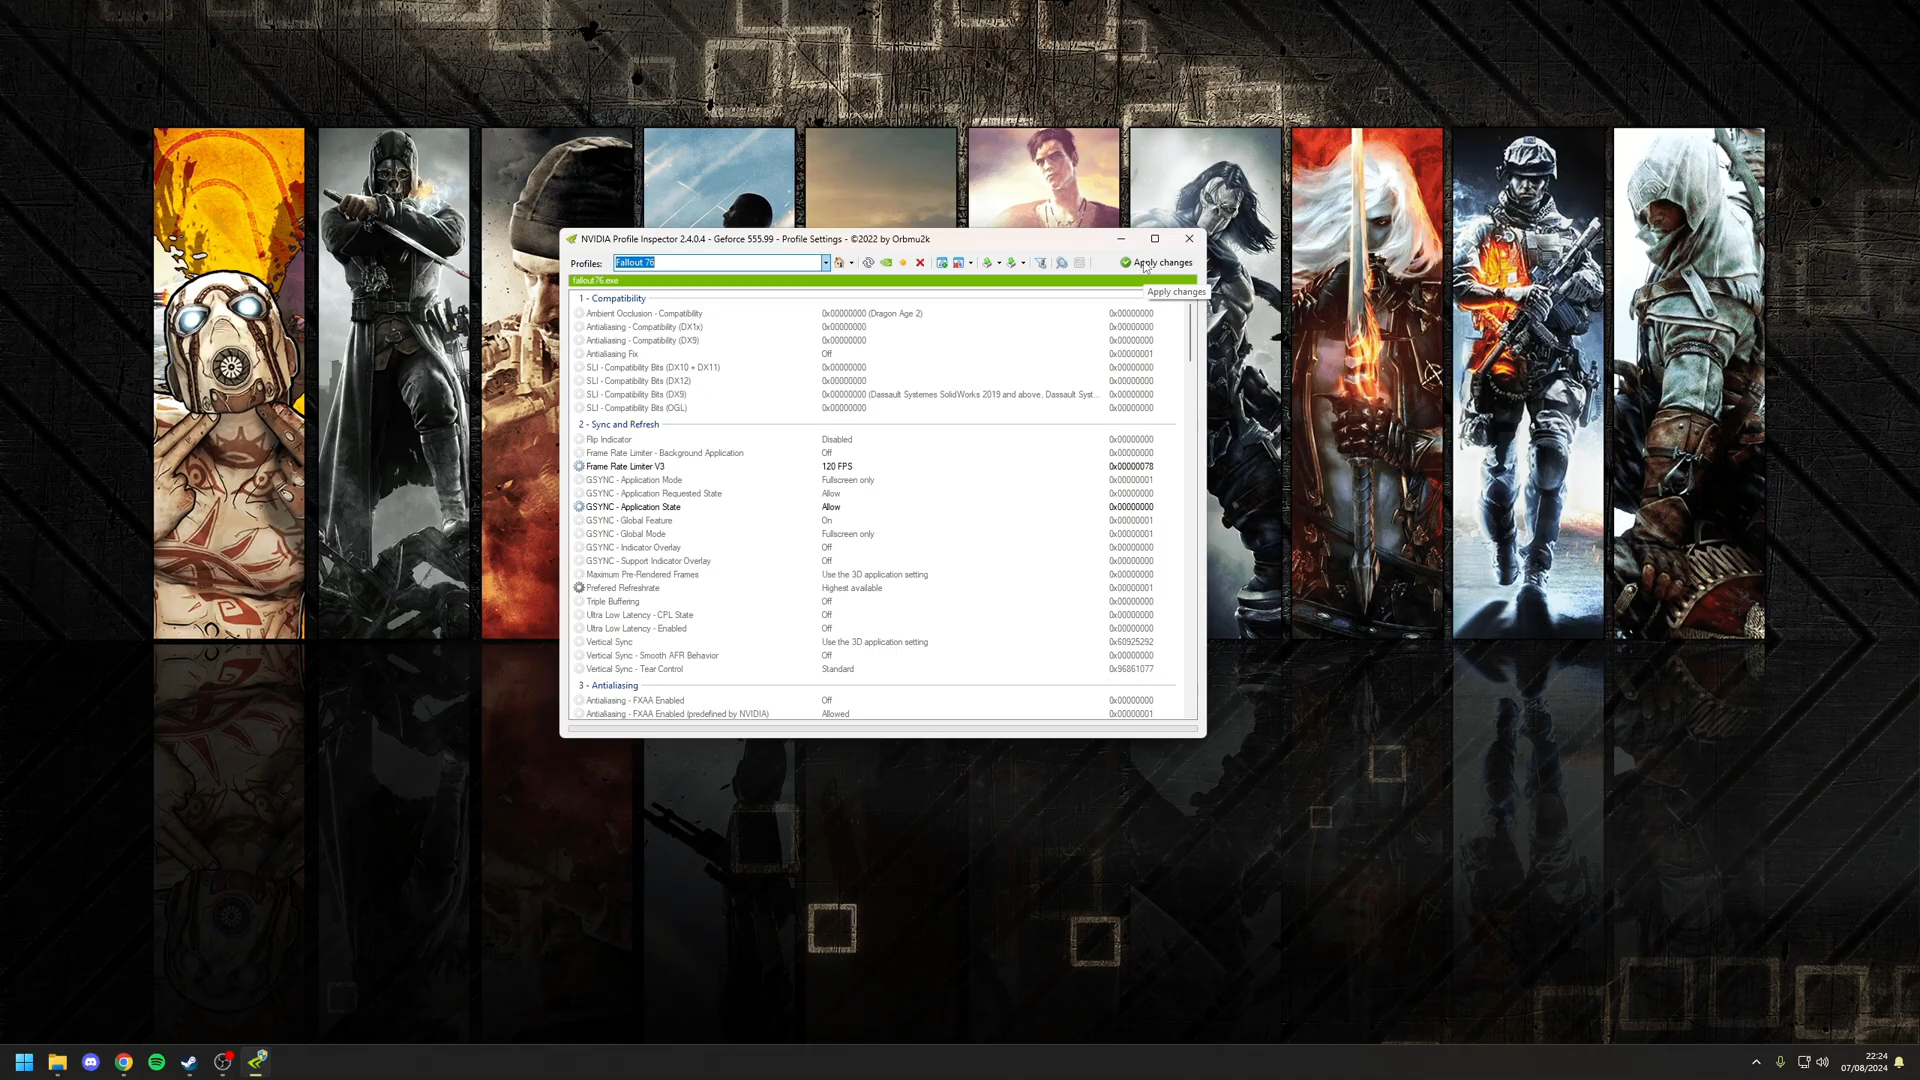 NVIDIA Profile Inspector 2.4.0.4 - Geforce 555.99 - Profile Settings - ©2022 by Orbmu2k
Profiles: Fallout 76 Apply changes
fallout76.exe
Apply changes
1 - Compatibility
Ambient Occlusion - Compatibility 0x00000000 (Dragon Age 2) 0x00000000
Antialiasing - Compatibility (DX1x) 0x00000000 0x00000000
Antialiasing - Compatibility (DX9) 0x00000000 0x00000000
Antialiasing Fix Off 0x00000001
SLI - Compatibility Bits (DX10 + DX11) 0x00000000 0x00000000
SLI - Compatibility Bits (DX12) 0x00000000 0x00000000
SLI - Compatibility Bits (DX9) 0x00000000 (Dassault Systemes SolidWorks 2019 and above, Dassault Syst... 0x00000000
SLI - Compatibility Bits (OGL) 0x00000000 0x00000000
2 - Sync and Refresh
Flip Indicator Disabled 0x00000000
Frame Rate Limiter - Background Application Off 0x00000000
Frame Rate Limiter V3 120 FPS 0x00000078
GSYNC - Application Mode Fullscreen only 0x00000001
GSYNC - Application Requested State Allow 0x00000000
GSYNC - Application State Allow 0x00000000
GSYNC - Global Feature On 0x00000001
GSYNC - Global Mode Fullscreen only 0x00000001
GSYNC - Indicator Overlay Off 0x00000000
GSYNC - Support Indicator Overlay Off 0x00000000
Maximum Pre-Rendered Frames Use the 3D application setting 0x00000000
Prefered Refreshrate Highest available 0x00000001
Triple Buffering Off 0x00000000
Ultra Low Latency - CPL State Off 0x00000000
Ultra Low Latency - Enabled Off 0x00000000
Vertical Sync Use the 3D application setting 0x60925292
Vertical Sync - Smooth AFR Behavior Off 0x00000000
Vertical Sync - Tear Control Standard 0x96861077
3 - Antialiasing
Antialiasing - FXAA Enabled Off 0x00000000
Antialiasing - FXAA Enabled (predefined by NVIDIA) Allowed 0x00000001
22:24
07/08/2024